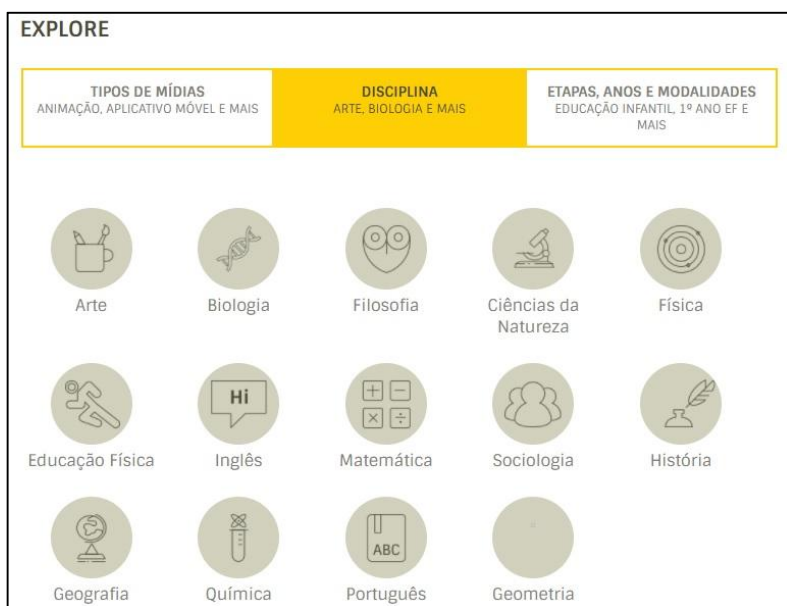 EXPLORE
TIPOS DE MÍDIAS
ANIMAÇÃO, APLICATIVO MÓVEL E MAIS
DISCIPLINA
ARTE, BIOLOGIA E MAIS
ETAPAS, ANOS E MODALIDADES
EDUCAÇÃO INFANTIL, 1º ANO EF E
MAIS
Arte
Biologia
Filosofia
Ciências da
Natureza
Física
Hi
Educação Física
Inglês
Matemática
Sociologia
História
ABC
Geografia
Química
Português
Geometria